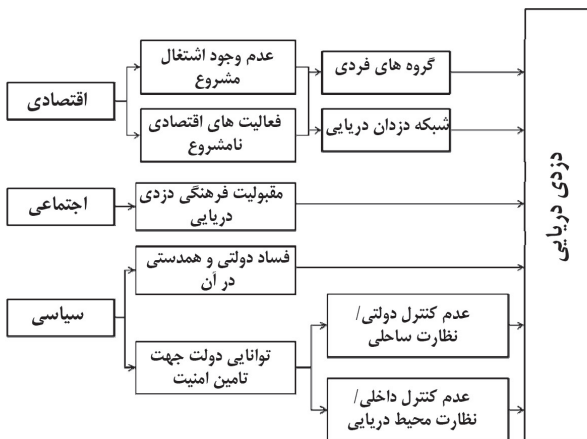 اقتصادی
عدم وجود اشتغال
مشروع
فعالیت های اقتصادی
نامشروع
گروه های فردی
شبکه دزدان دریایی
اجتماعی
مقبولیت فرهنگی دزدی
دریایی
سیاسی
فساد دولتی و همدستی
در آن
توانایی دولت جهت
تامین امنیت
عدم کنترل دولتی/
نظارت ساحلی
عدم کنترل داخلی/
نظارت محیط دریایی
دزدی دریایی